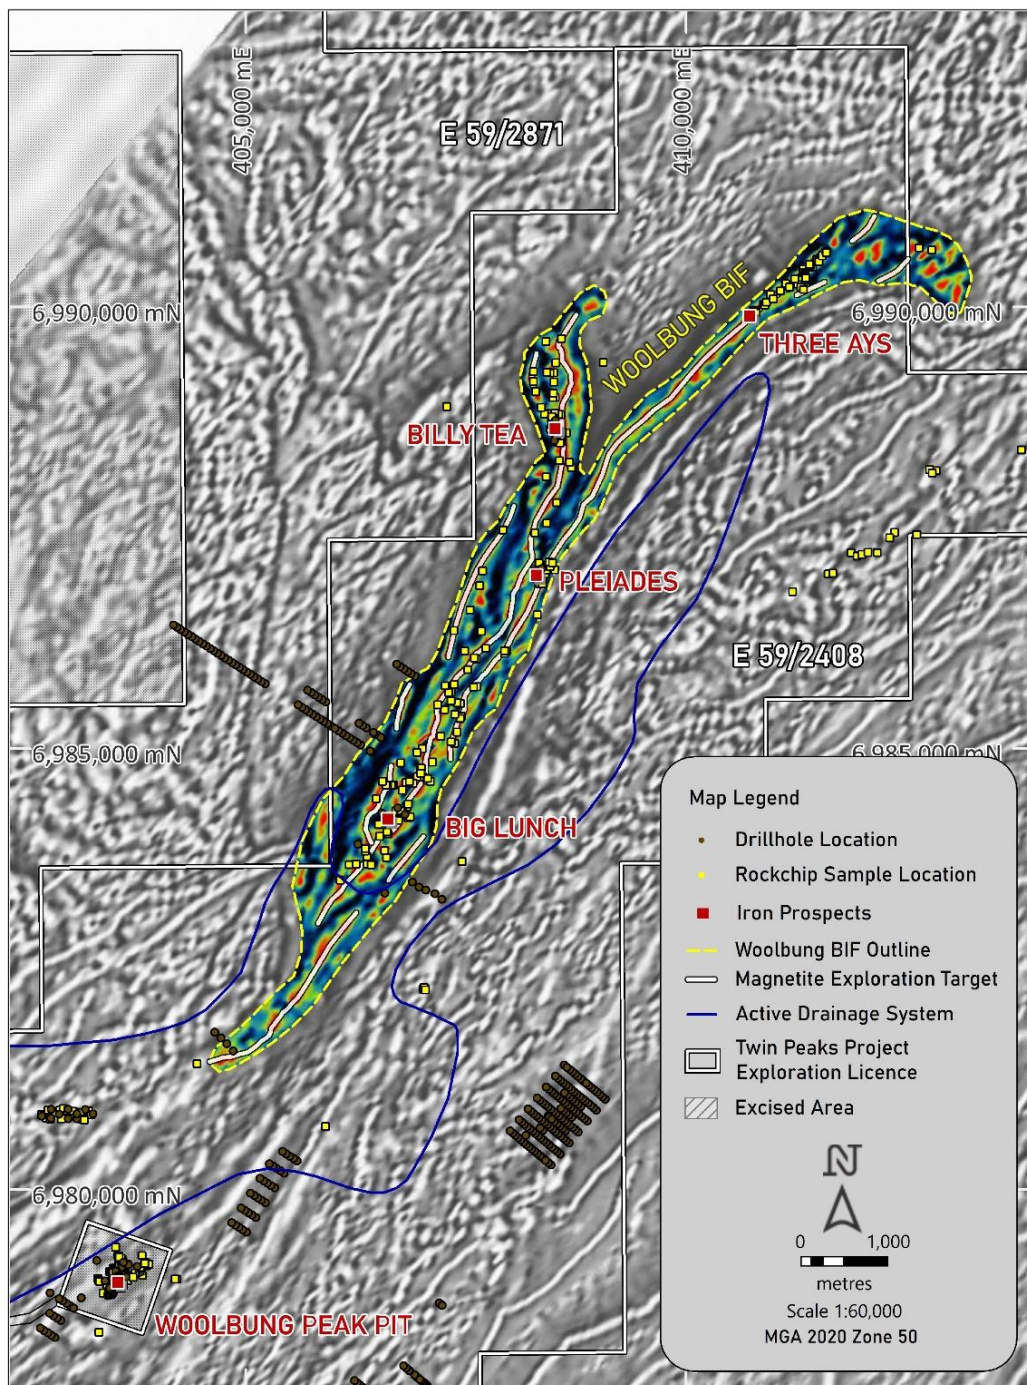 405,000 mE
410,000 mE
E 59/2871
6,990,000 mN
6,990,000 mN
WOOLBUNG BIF
THREE AYS
BILLY TEA
PLEIADES
E 59/2408
6,985,000 mN
6,985,000 mN
BIG LUNCH
6,980,000 mN
WOOLBUNG PEAK PIT
Map Legend
Drillhole Location
Rockchip Sample Location
Iron Prospects
Woolbung BIF Outline
Magnetite Exploration Target
Active Drainage System
Twin Peaks Project
Exploration Licence
Excised Area
N
0 1,000
metres
Scale 1:60,000
MGA 2020 Zone 50